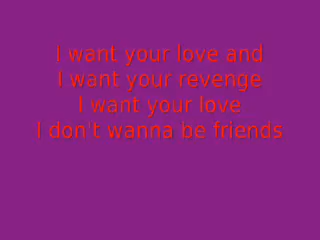 I want your love and
I want your revenge
I want your love
I don't wanna be friends